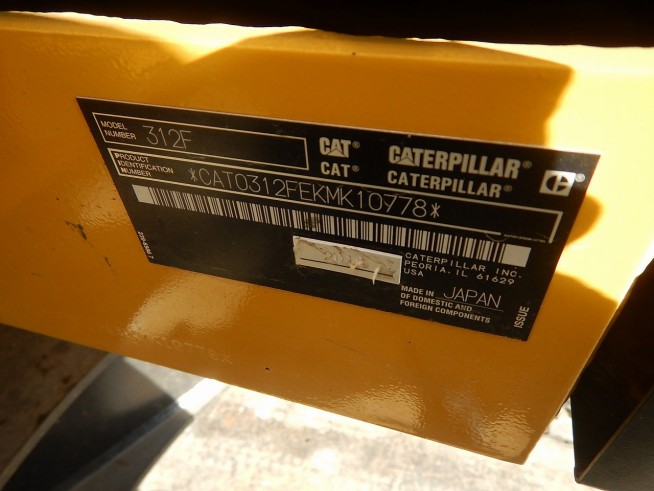 MODEL NUMBER 312F
CAT® CATERPILLAR®
CAT® CATERPILLAR®
PRODUCT IDENTIFICATION NUMBER
*CAT0312FEKMK10778*
CATERPILLAR INC.
PEORIA, IL 61629
USA
MADE IN JAPAN
OF DOMESTIC AND
FOREIGN COMPONENTS
ISSUE